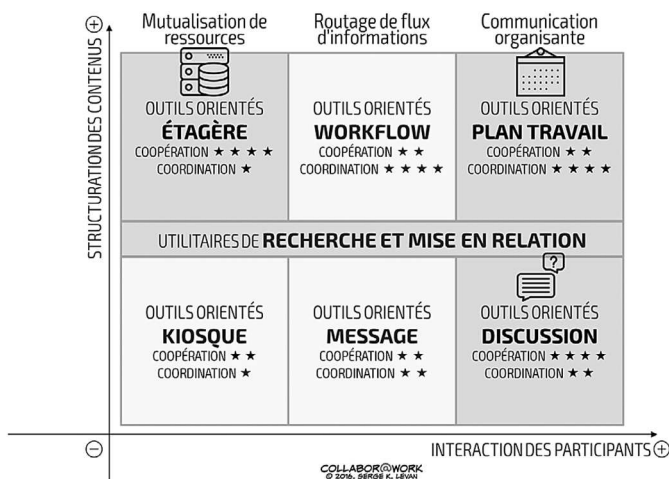 Mutualisation de
ressources
Routage de flux
d'informations
Communication
organisante
STRUCTURATION DES CONTENUS +
OUTILS ORIENTÉS
ÉTAGÈRE
COOPÉRATION ★ ★ ★ ★
COORDINATION ★
OUTILS ORIENTÉS
WORKFLOW
COOPÉRATION ★ ★
COORDINATION ★ ★ ★ ★
OUTILS ORIENTÉS
PLAN TRAVAIL
COOPÉRATION ★ ★
COORDINATION ★ ★ ★ ★
UTILITAIRES DE RECHERCHE ET MISE EN RELATION
OUTILS ORIENTÉS
KIOSQUE
COOPÉRATION ★ ★
COORDINATION ★
OUTILS ORIENTÉS
MESSAGE
COOPÉRATION ★ ★
COORDINATION ★ ★
?
OUTILS ORIENTÉS
DISCUSSION
COOPÉRATION ★ ★ ★ ★
COORDINATION ★ ★
−
INTERACTION DES PARTICIPANTS +
COLLABOR@WORK
© 2016, SERGE K. LEVAN